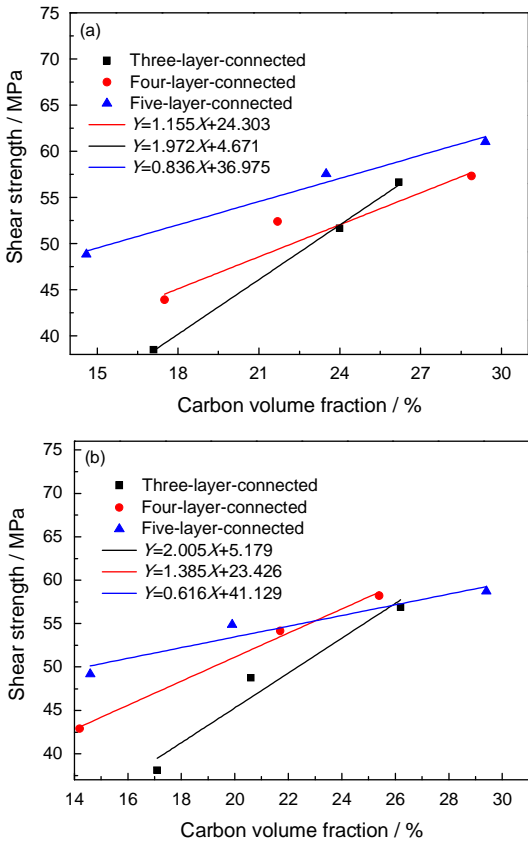 (a)
Three-layer-connected
Four-layer-connected
Five-layer-connected
Y=1.155X+24.303
Y=1.972X+4.671
Y=0.836X+36.975
75
70
65
60
55
50
45
40
Shear strength / MPa
15 18 21 24 27 30
Carbon volume fraction / %
(b)
Three-layer-connected
Four-layer-connected
Five-layer-connected
Y=2.005X+5.179
Y=1.385X+23.426
Y=0.616X+41.129
75
70
65
60
55
50
45
40
Shear strength / MPa
14 16 18 20 22 24 26 28 30
Carbon volume fraction / %